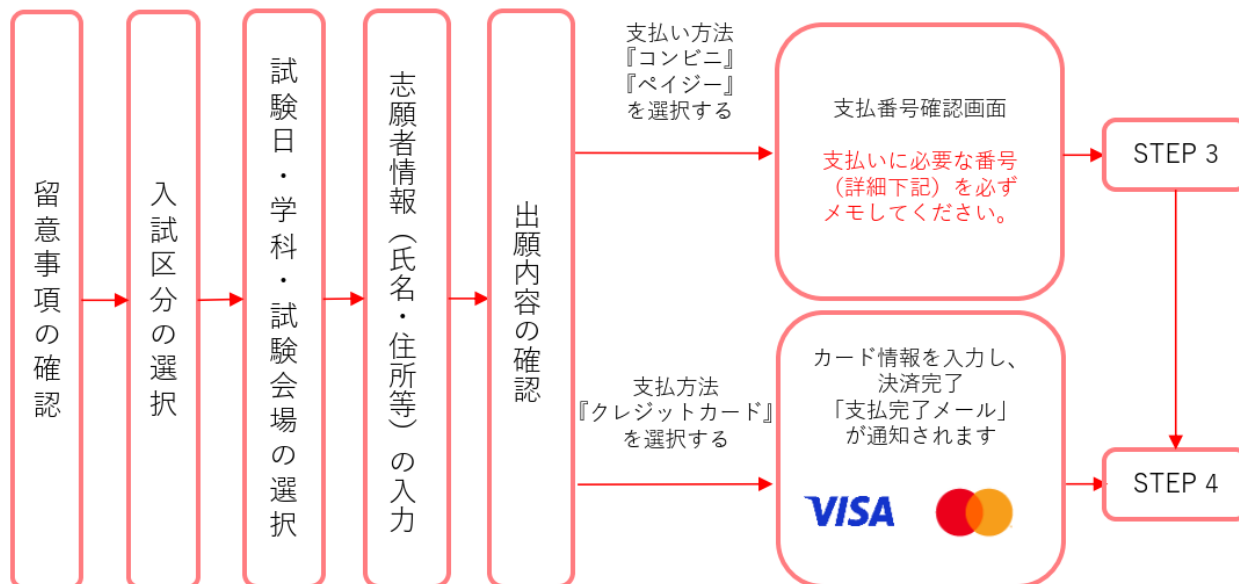 留意事項の確認
入試区分の選択
試験日・学科・試験会場の選択
志願者情報（氏名・住所等）の入力
出願内容の確認
支払い方法
『コンビニ』
『ペイジー』
を選択する
支払番号確認画面
支払いに必要な番号
（詳細下記）を必ず
メモしてください。
STEP 3
支払方法
『クレジットカード』
を選択する
カード情報を入力し、
決済完了
「支払完了メール」
が通知されます
VISA
STEP 4